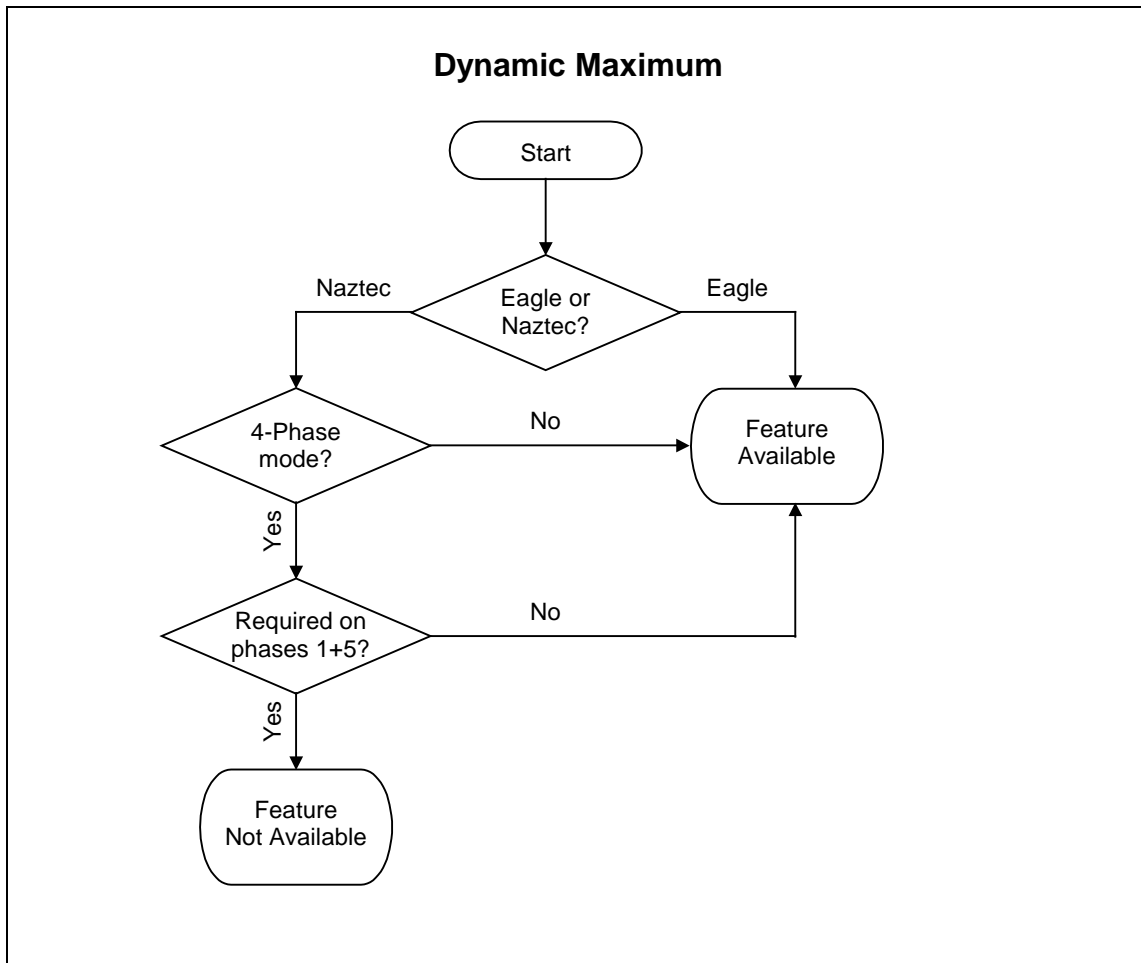 Dynamic Maximum
Start
Naztec
Eagle or
Naztec?
Eagle
4-Phase
mode?
No
Feature
Available
Yes
Required on
phases 1+5?
No
Yes
Feature
Not Available